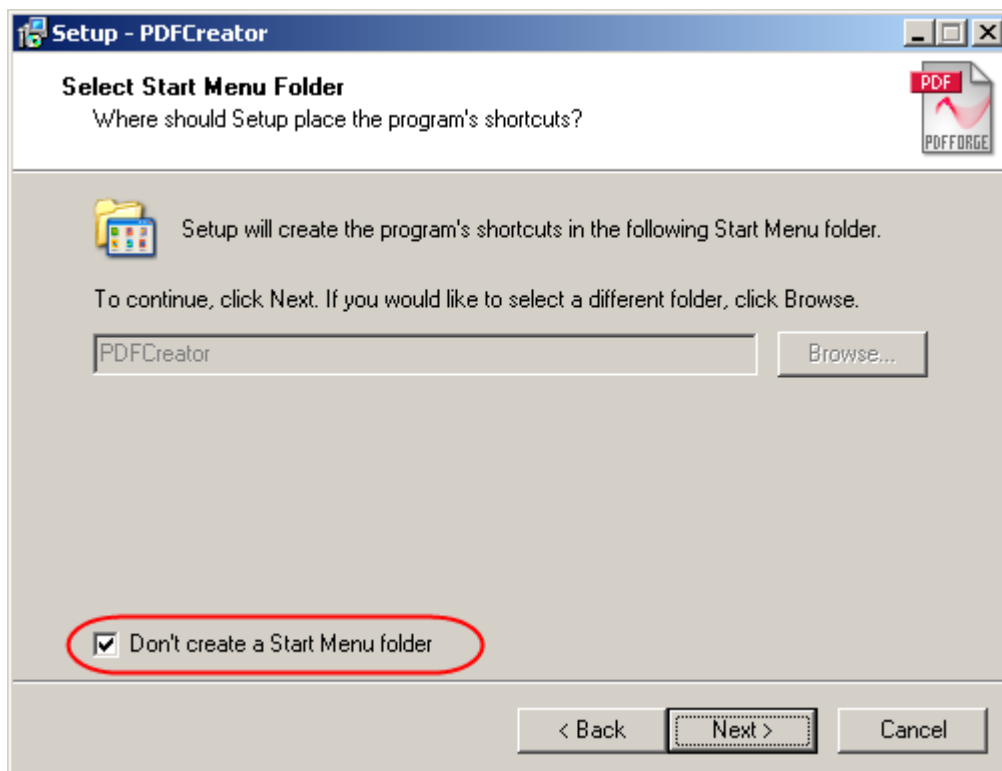 Setup - PDFCreator
Select Start Menu Folder
Where should Setup place the program's shortcuts?
PDF
PDFFORGE
Setup will create the program's shortcuts in the following Start Menu folder.
To continue, click Next. If you would like to select a different folder, click Browse.
PDFCreator
Browse...
Don't create a Start Menu folder
< Back
Next >
Cancel